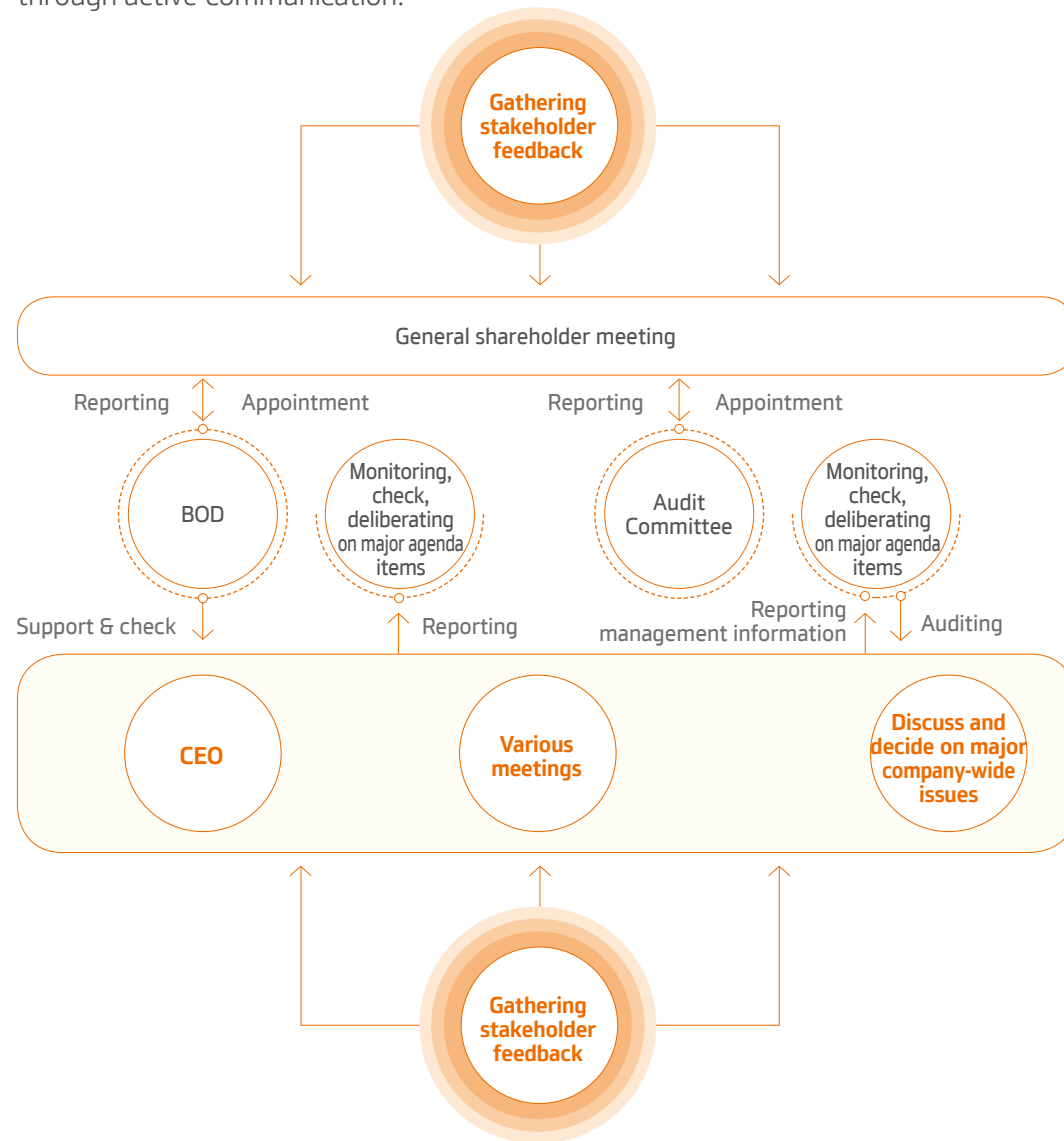 through active communication.
Gathering
stakeholder
feedback
General shareholder meeting
Reporting
Appointment
Reporting
Appointment
BOD
Monitoring,
check,
deliberating
on major agenda
items
Audit
Committee
Monitoring,
check,
deliberating
on major agenda
items
Support & check
Reporting
Reporting
management information
Auditing
CEO
Various
meetings
Discuss and
decide on major
company-wide
issues
Gathering
stakeholder
feedback